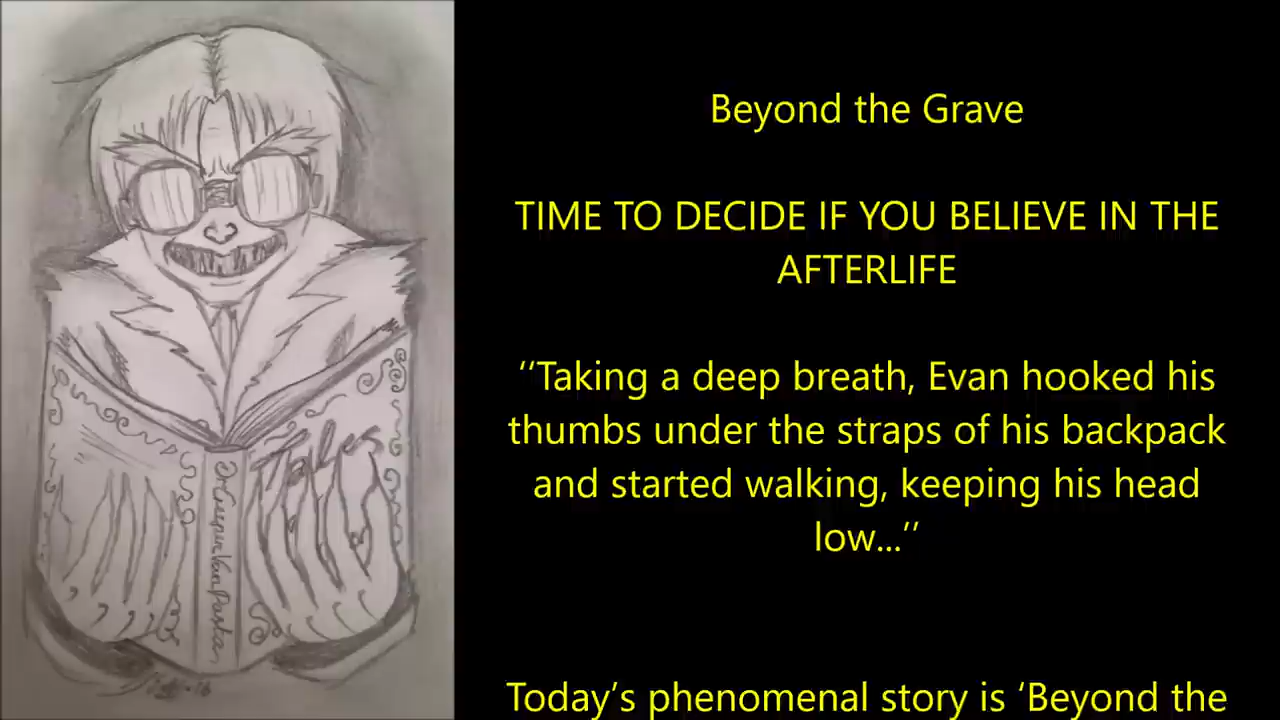 Beyond the Grave
TIME TO DECIDE IF YOU BELIEVE IN THE
AFTERLIFE
‘‘Taking a deep breath, Evan hooked his
thumbs under the straps of his backpack
and started walking, keeping his head
low...’’
Today’s phenomenal story is ‘Beyond the
Tales
DrCreepenVanPasta